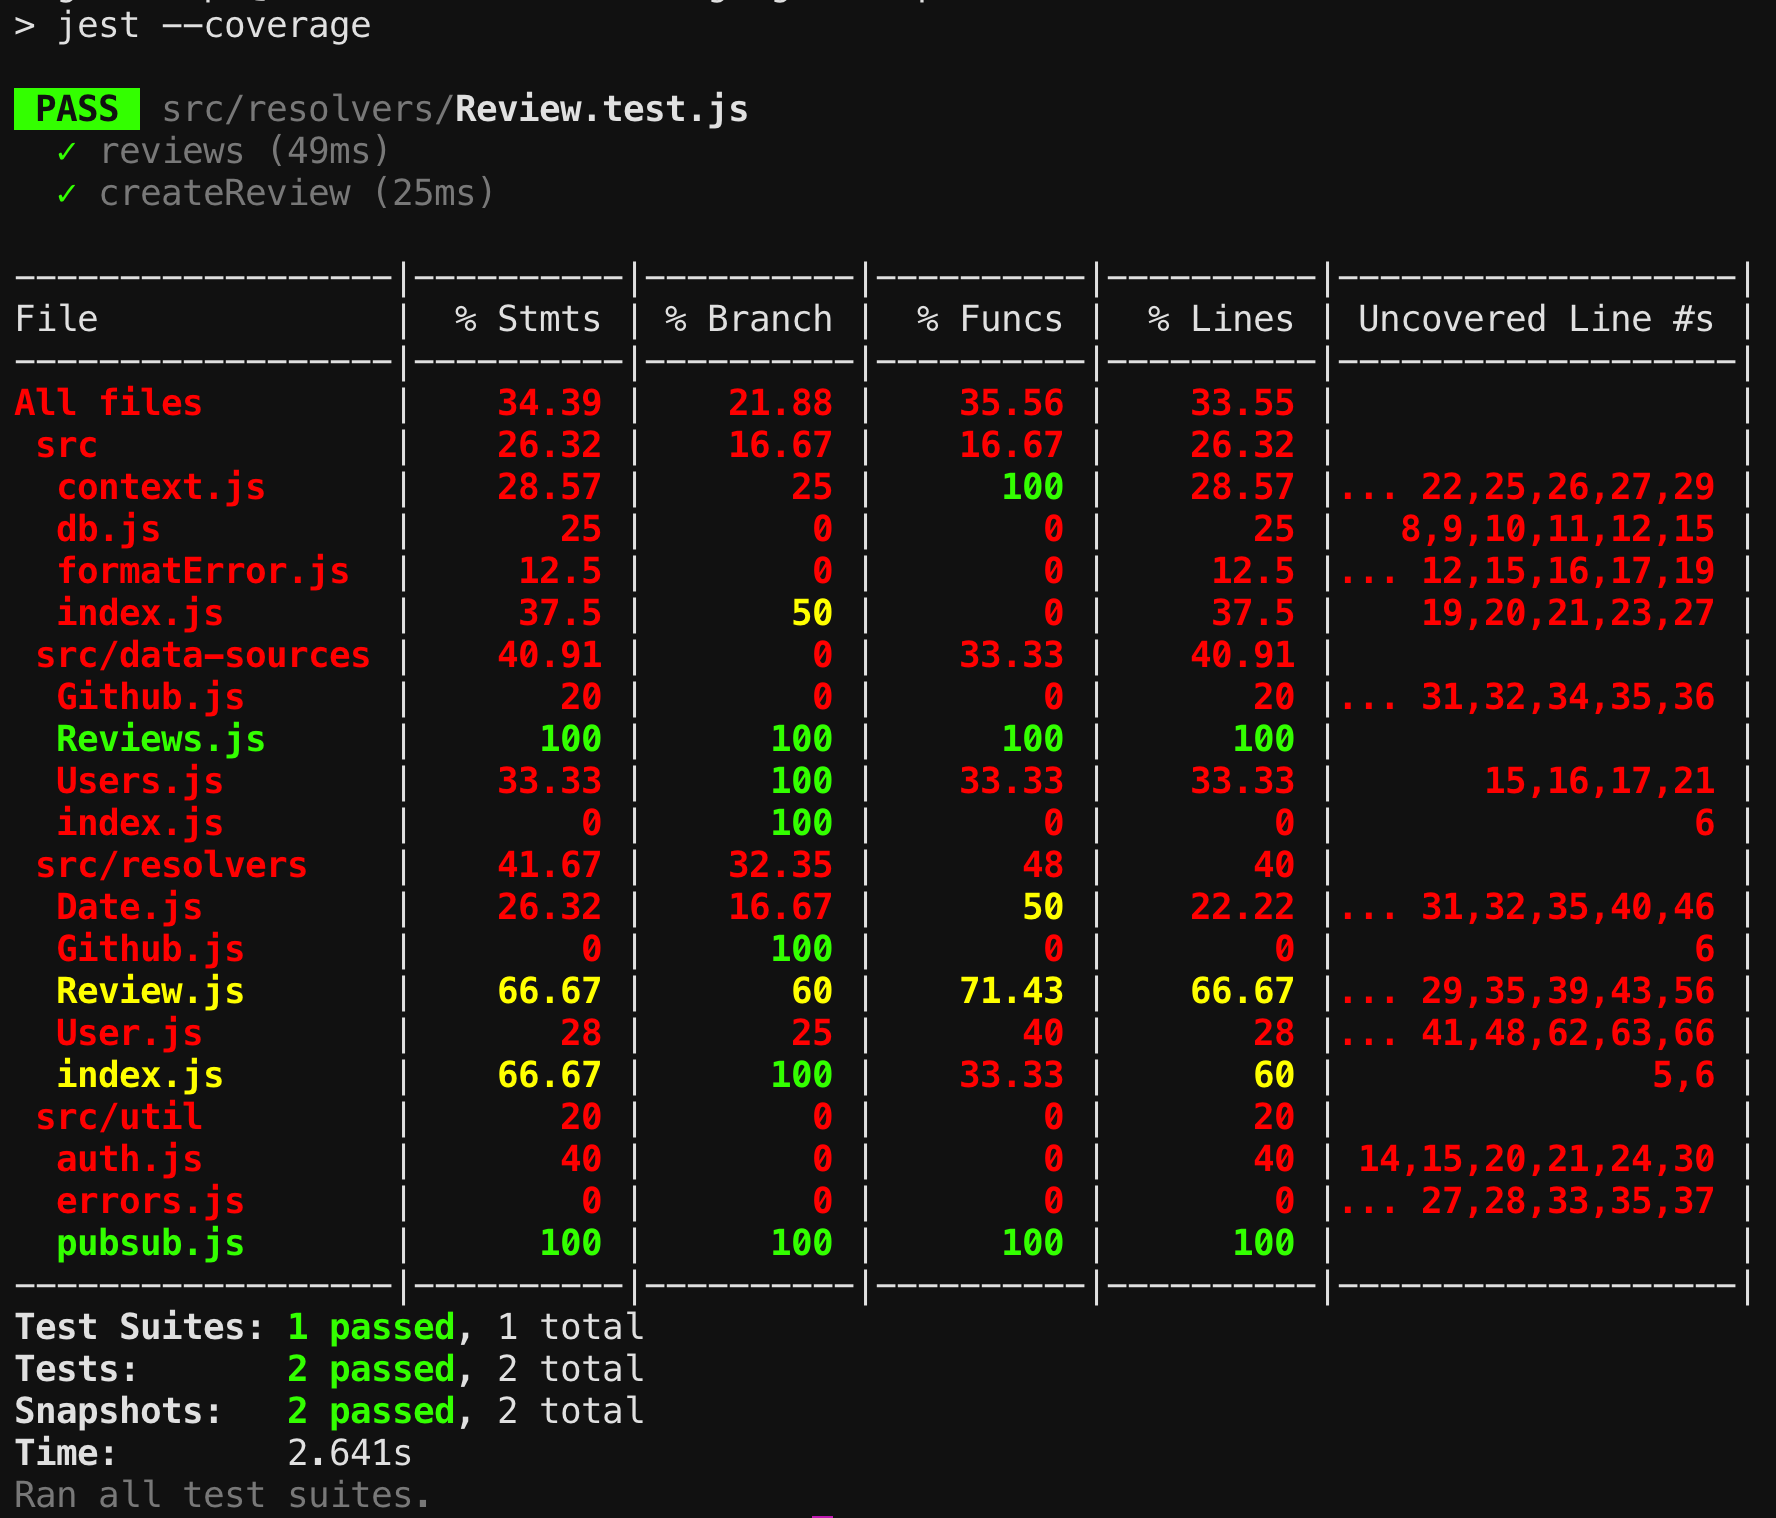 > jest --coverage
PASS src/resolvers/Review.test.js
✓ reviews (49ms)
✓ createReview (25ms)
-------------------|----------|----------|----------|----------|-------------------|
File | % Stmts | % Branch | % Funcs | % Lines | Uncovered Line #s |
-------------------|----------|----------|----------|----------|-------------------|
All files | 34.39 | 21.88 | 35.56 | 33.55 | |
src | 26.32 | 16.67 | 16.67 | 26.32 | |
context.js | 28.57 | 25 | 100 | 28.57 | ... 22,25,26,27,29 |
db.js | 25 | 0 | 0 | 25 | 8,9,10,11,12,15 |
formatError.js | 12.5 | 0 | 0 | 12.5 | ... 12,15,16,17,19 |
index.js | 37.5 | 50 | 0 | 37.5 | 19,20,21,23,27 |
src/data-sources | 40.91 | 0 | 33.33 | 40.91 | |
Github.js | 20 | 0 | 0 | 20 | ... 31,32,34,35,36 |
Reviews.js | 100 | 100 | 100 | 100 | |
Users.js | 33.33 | 100 | 33.33 | 33.33 | 15,16,17,21 |
index.js | 0 | 100 | 0 | 0 | 6 |
src/resolvers | 41.67 | 32.35 | 48 | 40 | |
Date.js | 26.32 | 16.67 | 50 | 22.22 | ... 31,32,35,40,46 |
Github.js | 0 | 100 | 0 | 0 | 6 |
Review.js | 66.67 | 60 | 71.43 | 66.67 | ... 29,35,39,43,56 |
User.js | 28 | 25 | 40 | 28 | ... 41,48,62,63,66 |
index.js | 66.67 | 100 | 33.33 | 60 | 5,6 |
src/util | 20 | 0 | 0 | 20 | |
auth.js | 40 | 0 | 0 | 40 | 14,15,20,21,24,30 |
errors.js | 0 | 0 | 0 | 0 | ... 27,28,33,35,37 |
pubsub.js | 100 | 100 | 100 | 100 | |
-------------------|----------|----------|----------|----------|-------------------|
Test Suites: 1 passed, 1 total
Tests: 2 passed, 2 total
Snapshots: 2 passed, 2 total
Time: 2.641s
Ran all test suites.